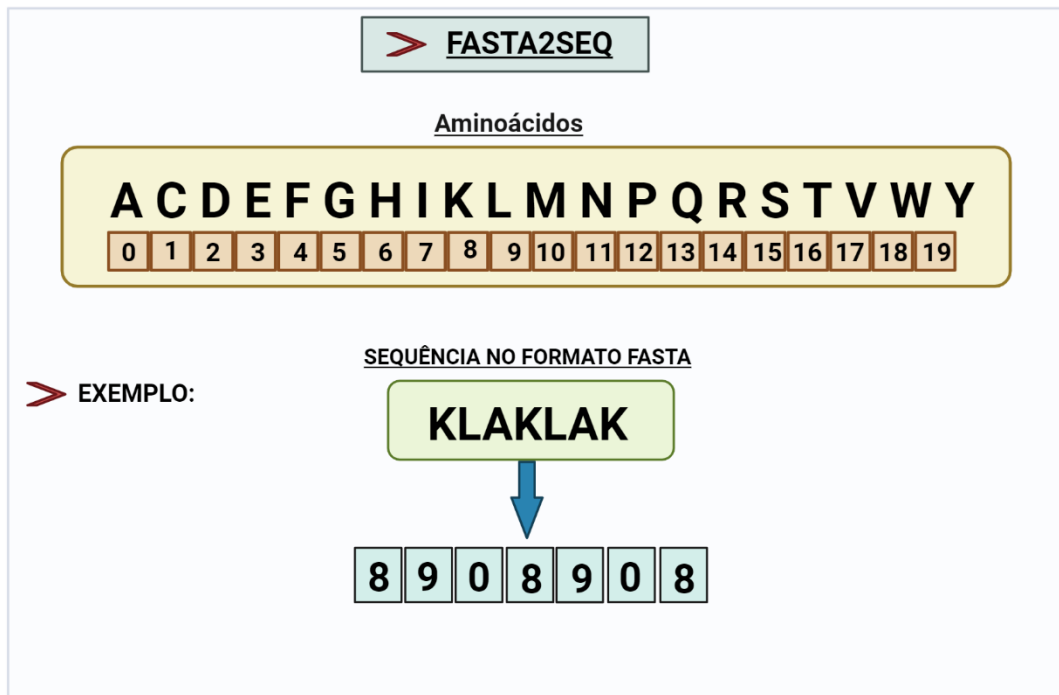 FASTA2SEQ
Aminoácidos
A C D E F G H I K L M N P Q R S T V W Y
0 1 2 3 4 5 6 7 8 9 10 11 12 13 14 15 16 17 18 19
SEQUÊNCIA NO FORMATO FASTA
EXEMPLO:
KLAKLAK
8 9 0 8 9 0 8